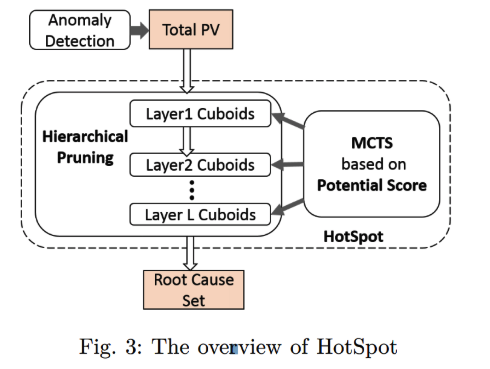 Anomaly
Detection
Total PV
Hierarchical
Pruning
Layer1 Cuboids
Layer2 Cuboids
Layer L Cuboids
MCTS
based on
Potential Score
HotSpot
Root Cause
Set
Fig. 3: The overview of HotSpot